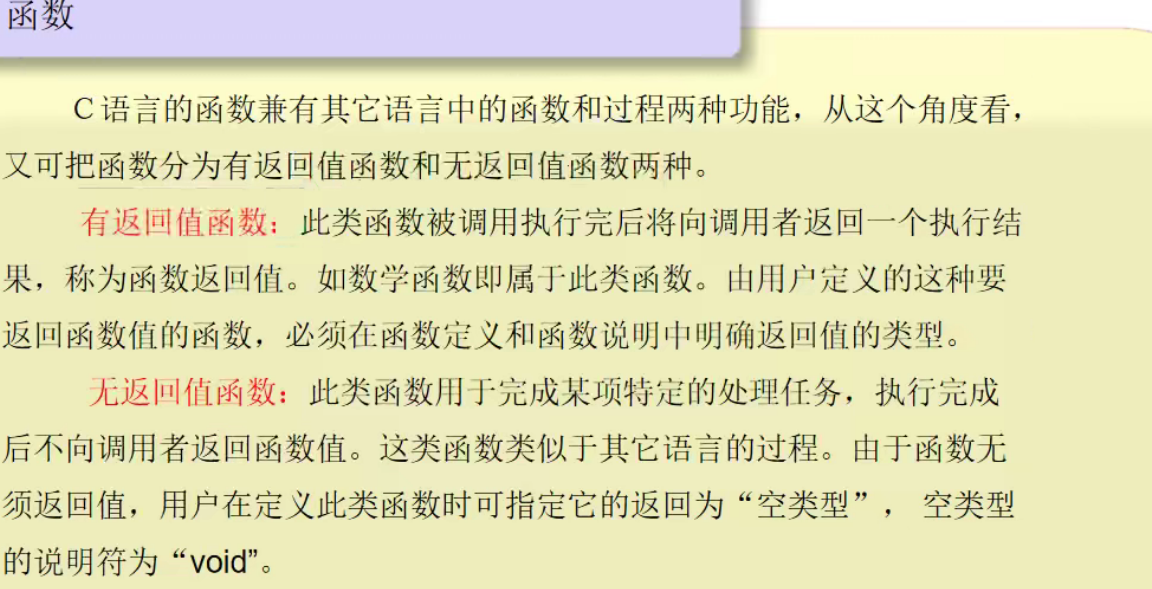 函数
C语言的函数兼有其它语言中的函数和过程两种功能，从这个角度看，
又可把函数分为有返回值函数和无返回值函数两种。
有返回值函数：此类函数被调用执行完后将向调用者返回一个执行结
果，称为函数返回值。如数学函数即属于此类函数。由用户定义的这种要
返回函数值的函数，必须在函数定义和函数说明中明确返回值的类型。
无返回值函数：此类函数用于完成某项特定的处理任务，执行完成
后不向调用者返回函数值。这类函数类似于其它语言的过程。由于函数无
须返回值，用户在定义此类函数时可指定它的返回为“空类型”， 空类型
的说明符为“void”。